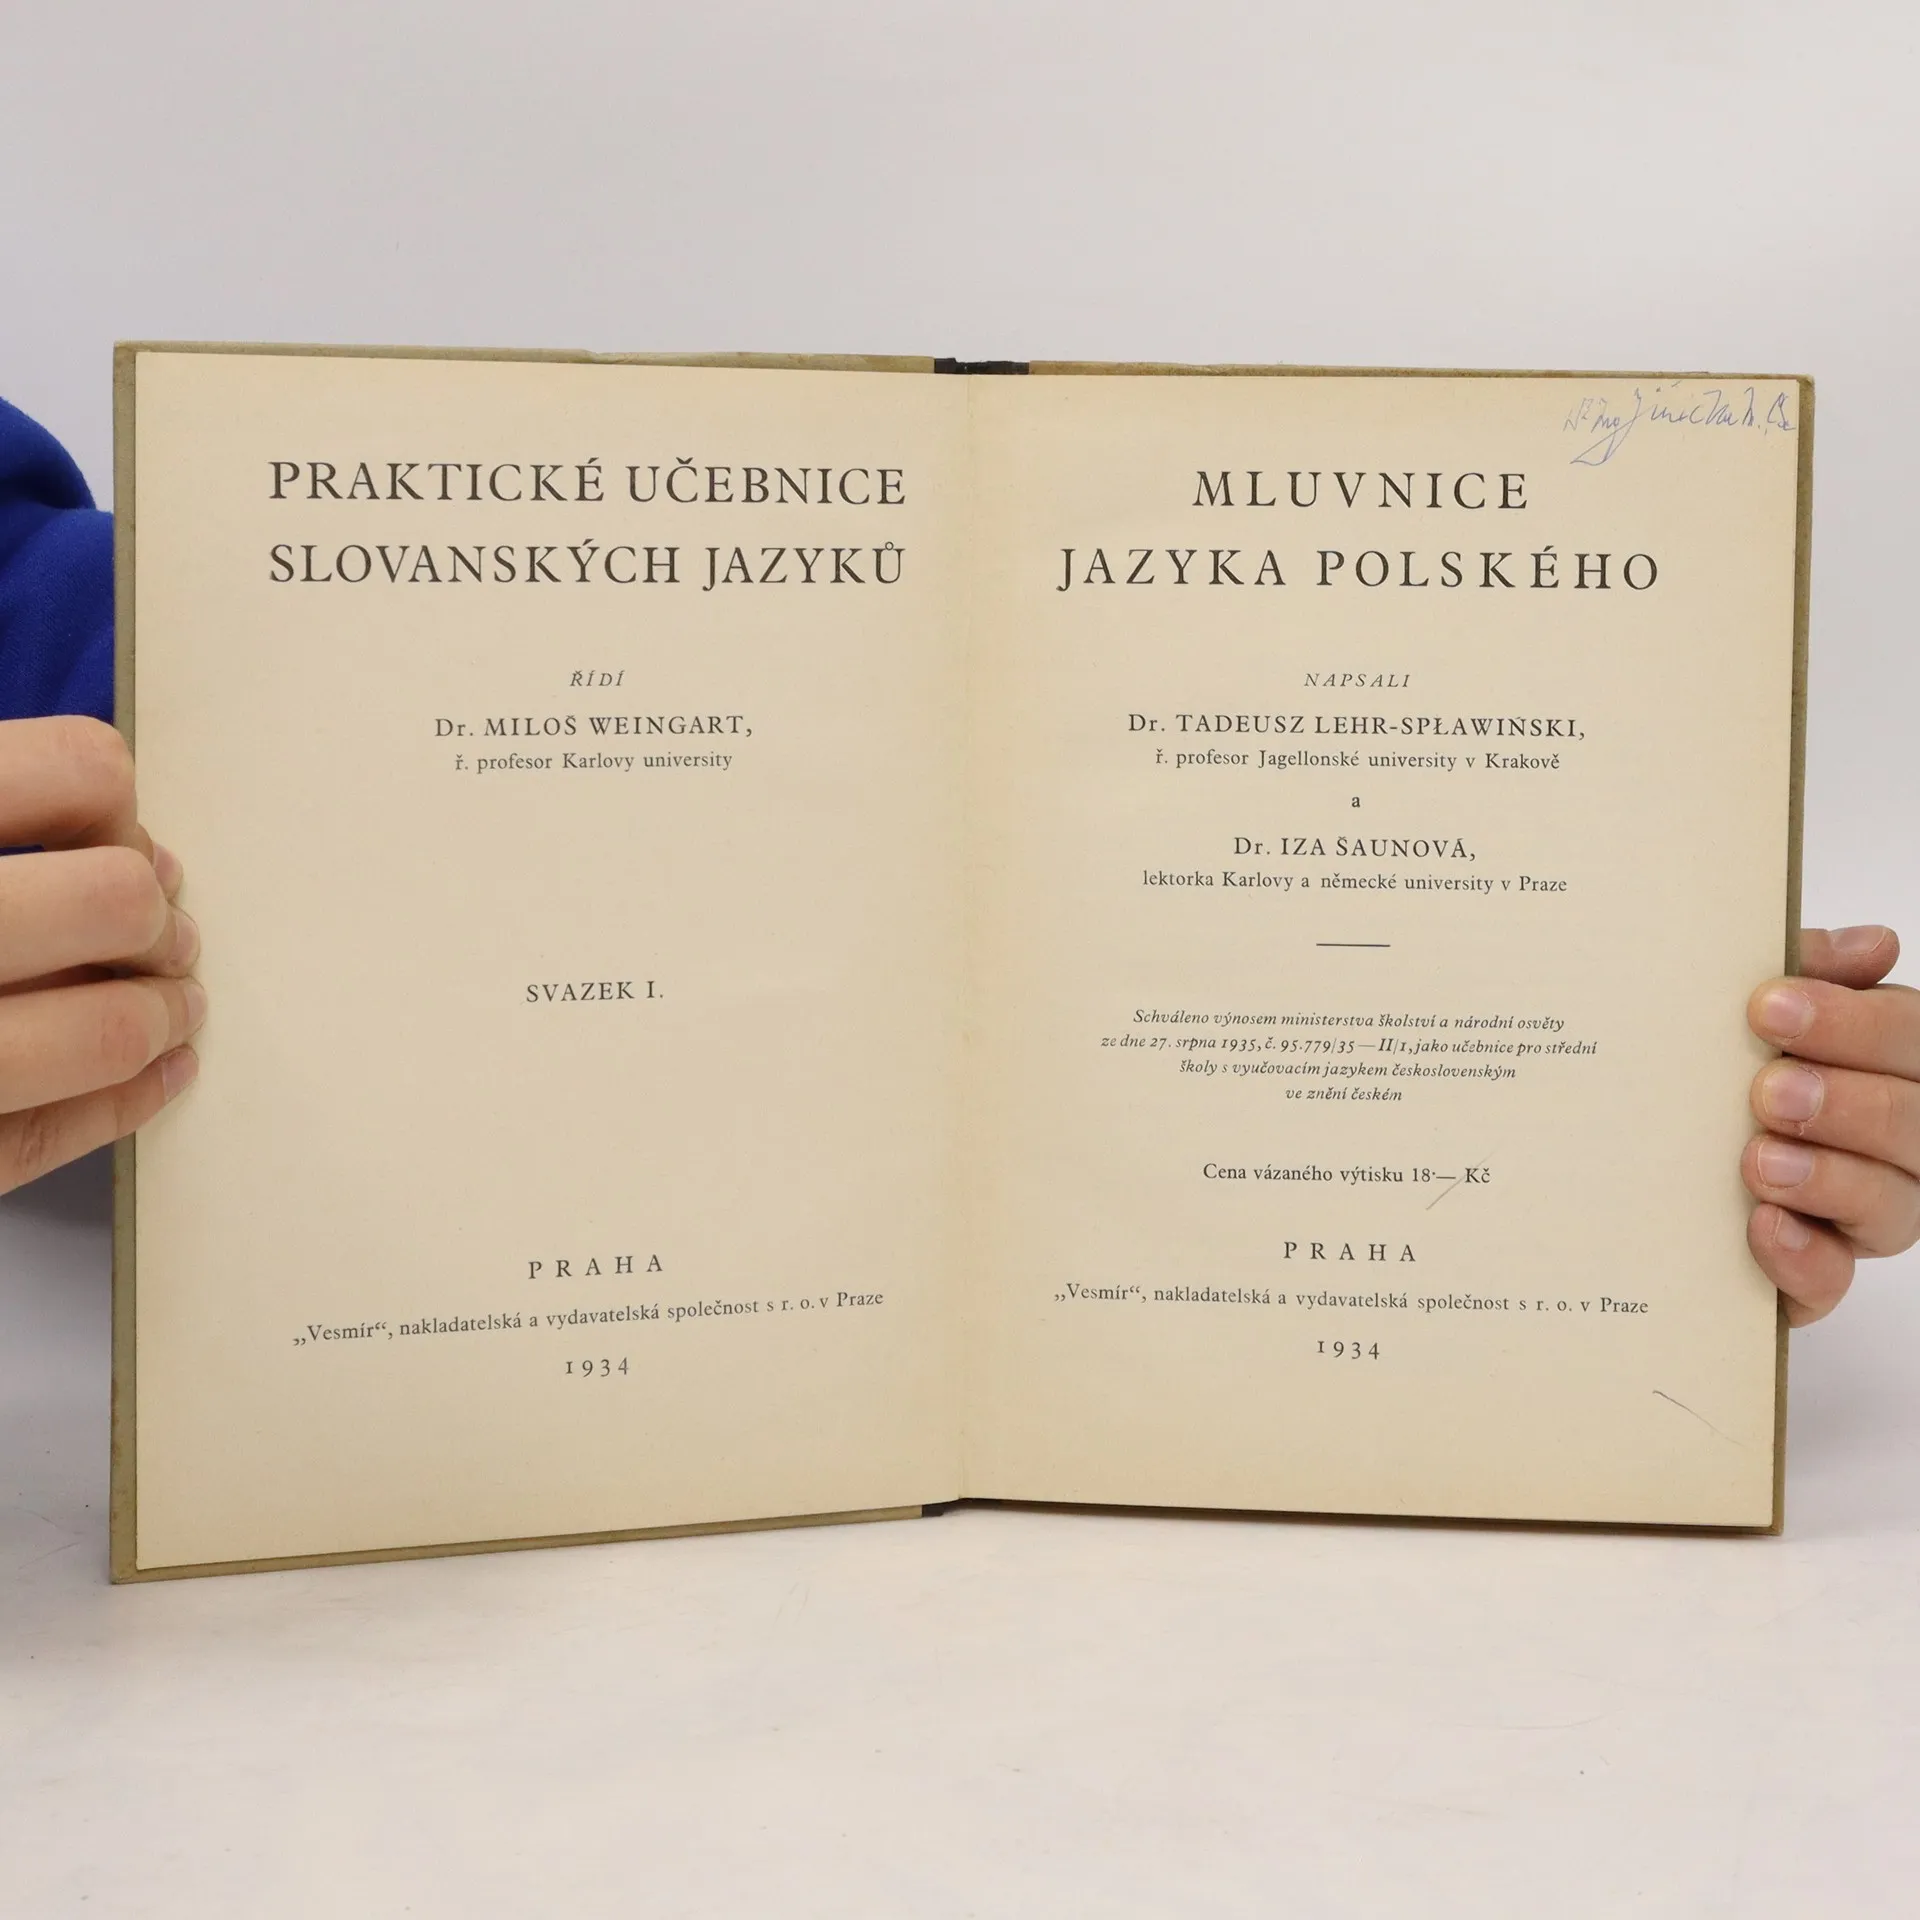 PRAKTICKÉ UČEBNICE
SLOVANSKÝCH JAZYKŮ
ŘÍDÍ
Dr. MILOŠ WEINGART,
ř. profesor Karlovy university
SVAZEK I.
PRAHA
„Vesmír“, nakladatelská a vydavatelská společnost s r. o. v Praze
1934
MLUVNICE
JAZYKA POLSKÉHO
NAPSALI
Dr. TADEUSZ LEHR-SPŁAWIŃSKI,
ř. profesor Jagellonské university v Krakově
a
Dr. IZA ŠAUNOVÁ,
lektorka Karlovy a německé university v Praze
Schváleno výnosem ministerstva školství a národní osvěty
ze dne 27. srpna 1935, č. 95.779/35 — II/1, jako učebnice pro střední
školy s vyučovacím jazykem československým
ve znění českém
Cena vázaného výtisku 18·— Kč
PRAHA
„Vesmír“, nakladatelská a vydavatelská společnost s r. o. v Praze
1934